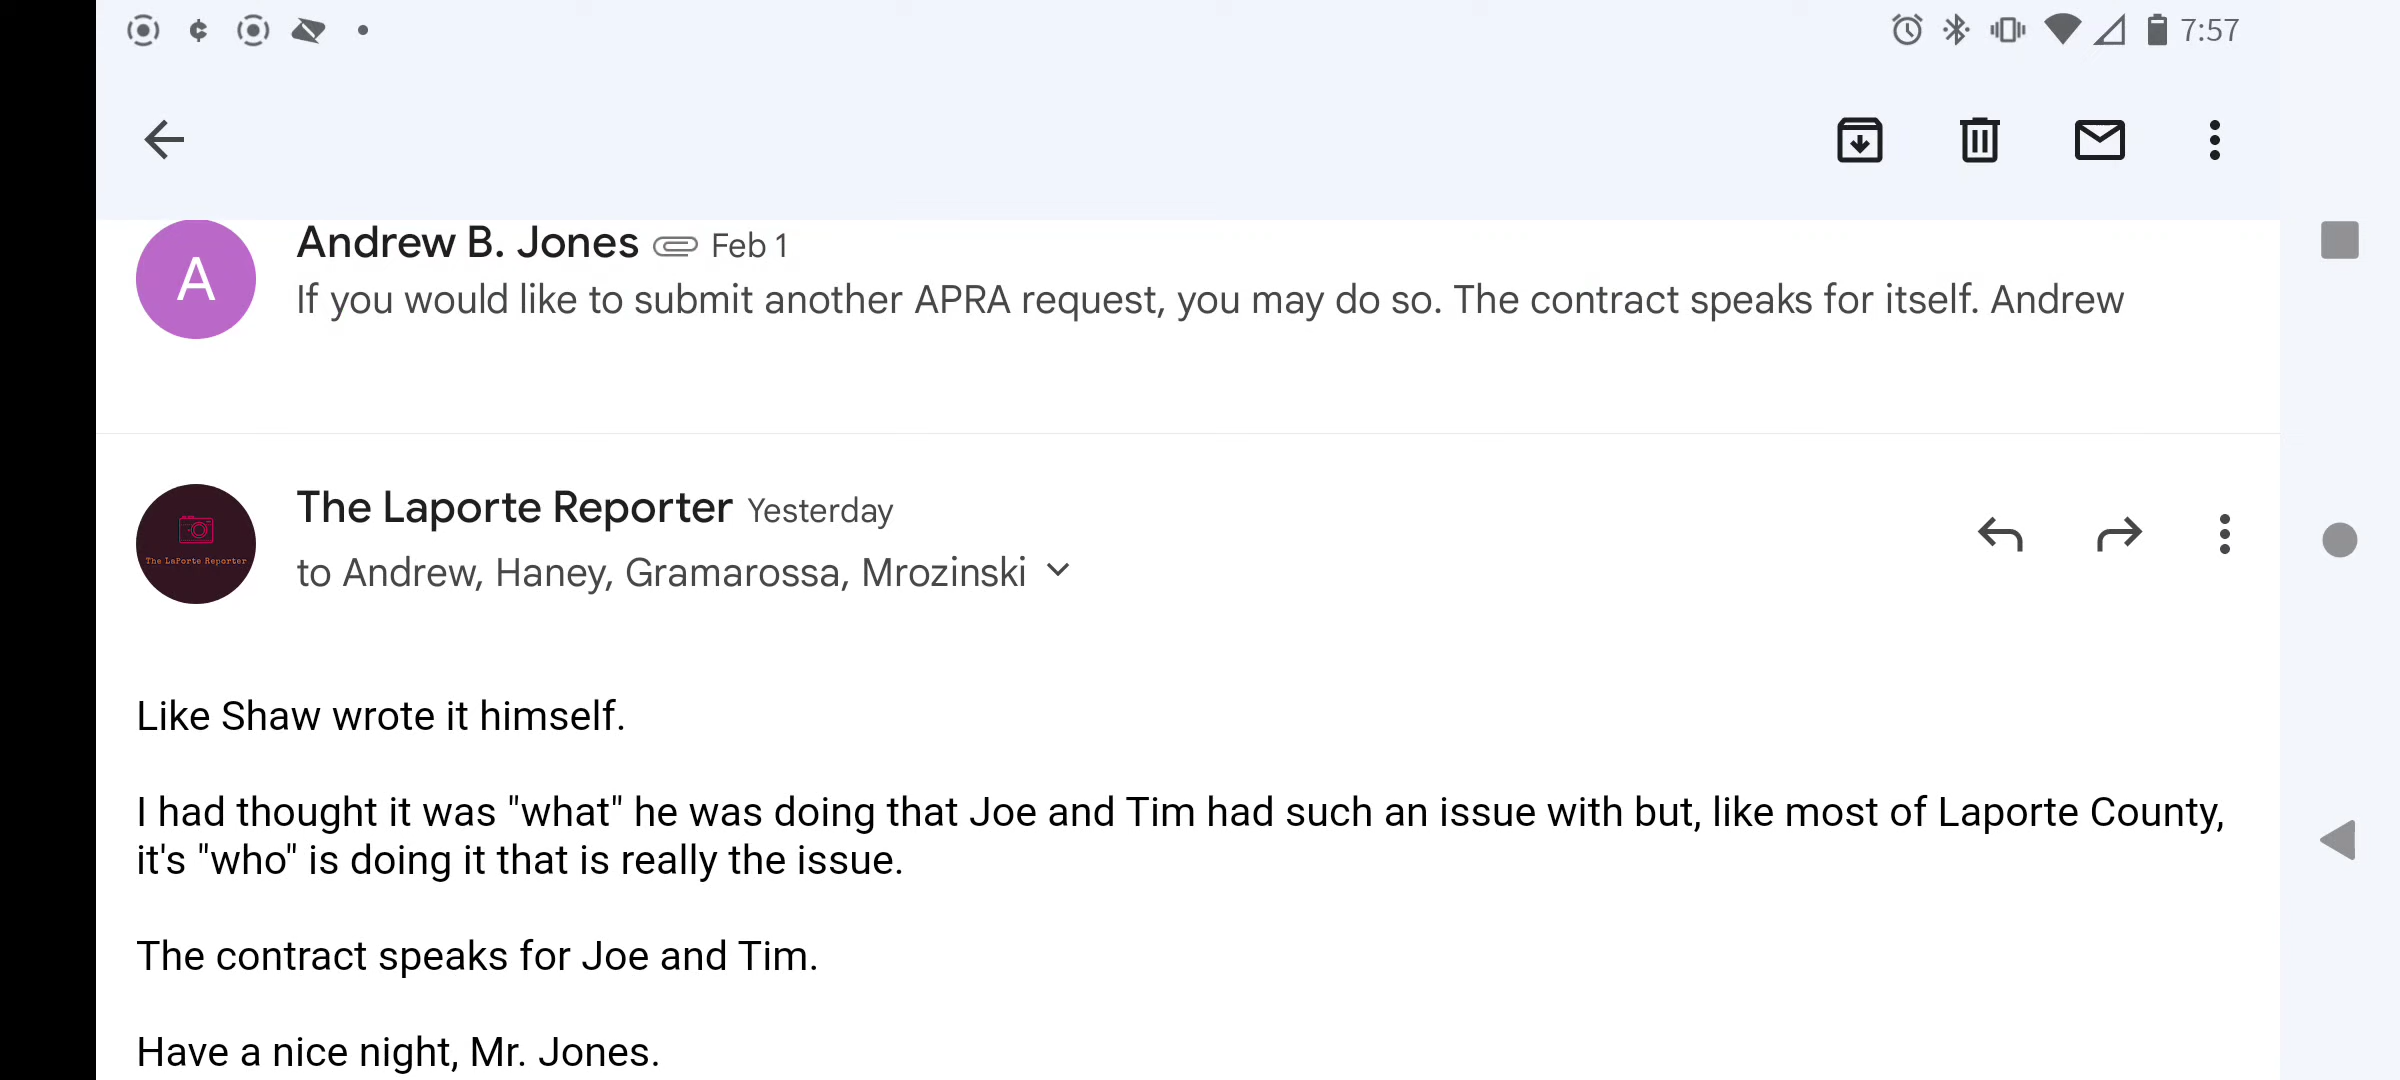 7:57
Andrew B. Jones Feb 1
A
If you would like to submit another APRA request, you may do so. The contract speaks for itself. Andrew
The Laporte Reporter Yesterday
The LaPorte Reporter
to Andrew, Haney, Gramarossa, Mrozinski
Like Shaw wrote it himself.
I had thought it was "what" he was doing that Joe and Tim had such an issue with but, like most of Laporte County,
it's "who" is doing it that is really the issue.
The contract speaks for Joe and Tim.
Have a nice night, Mr. Jones.